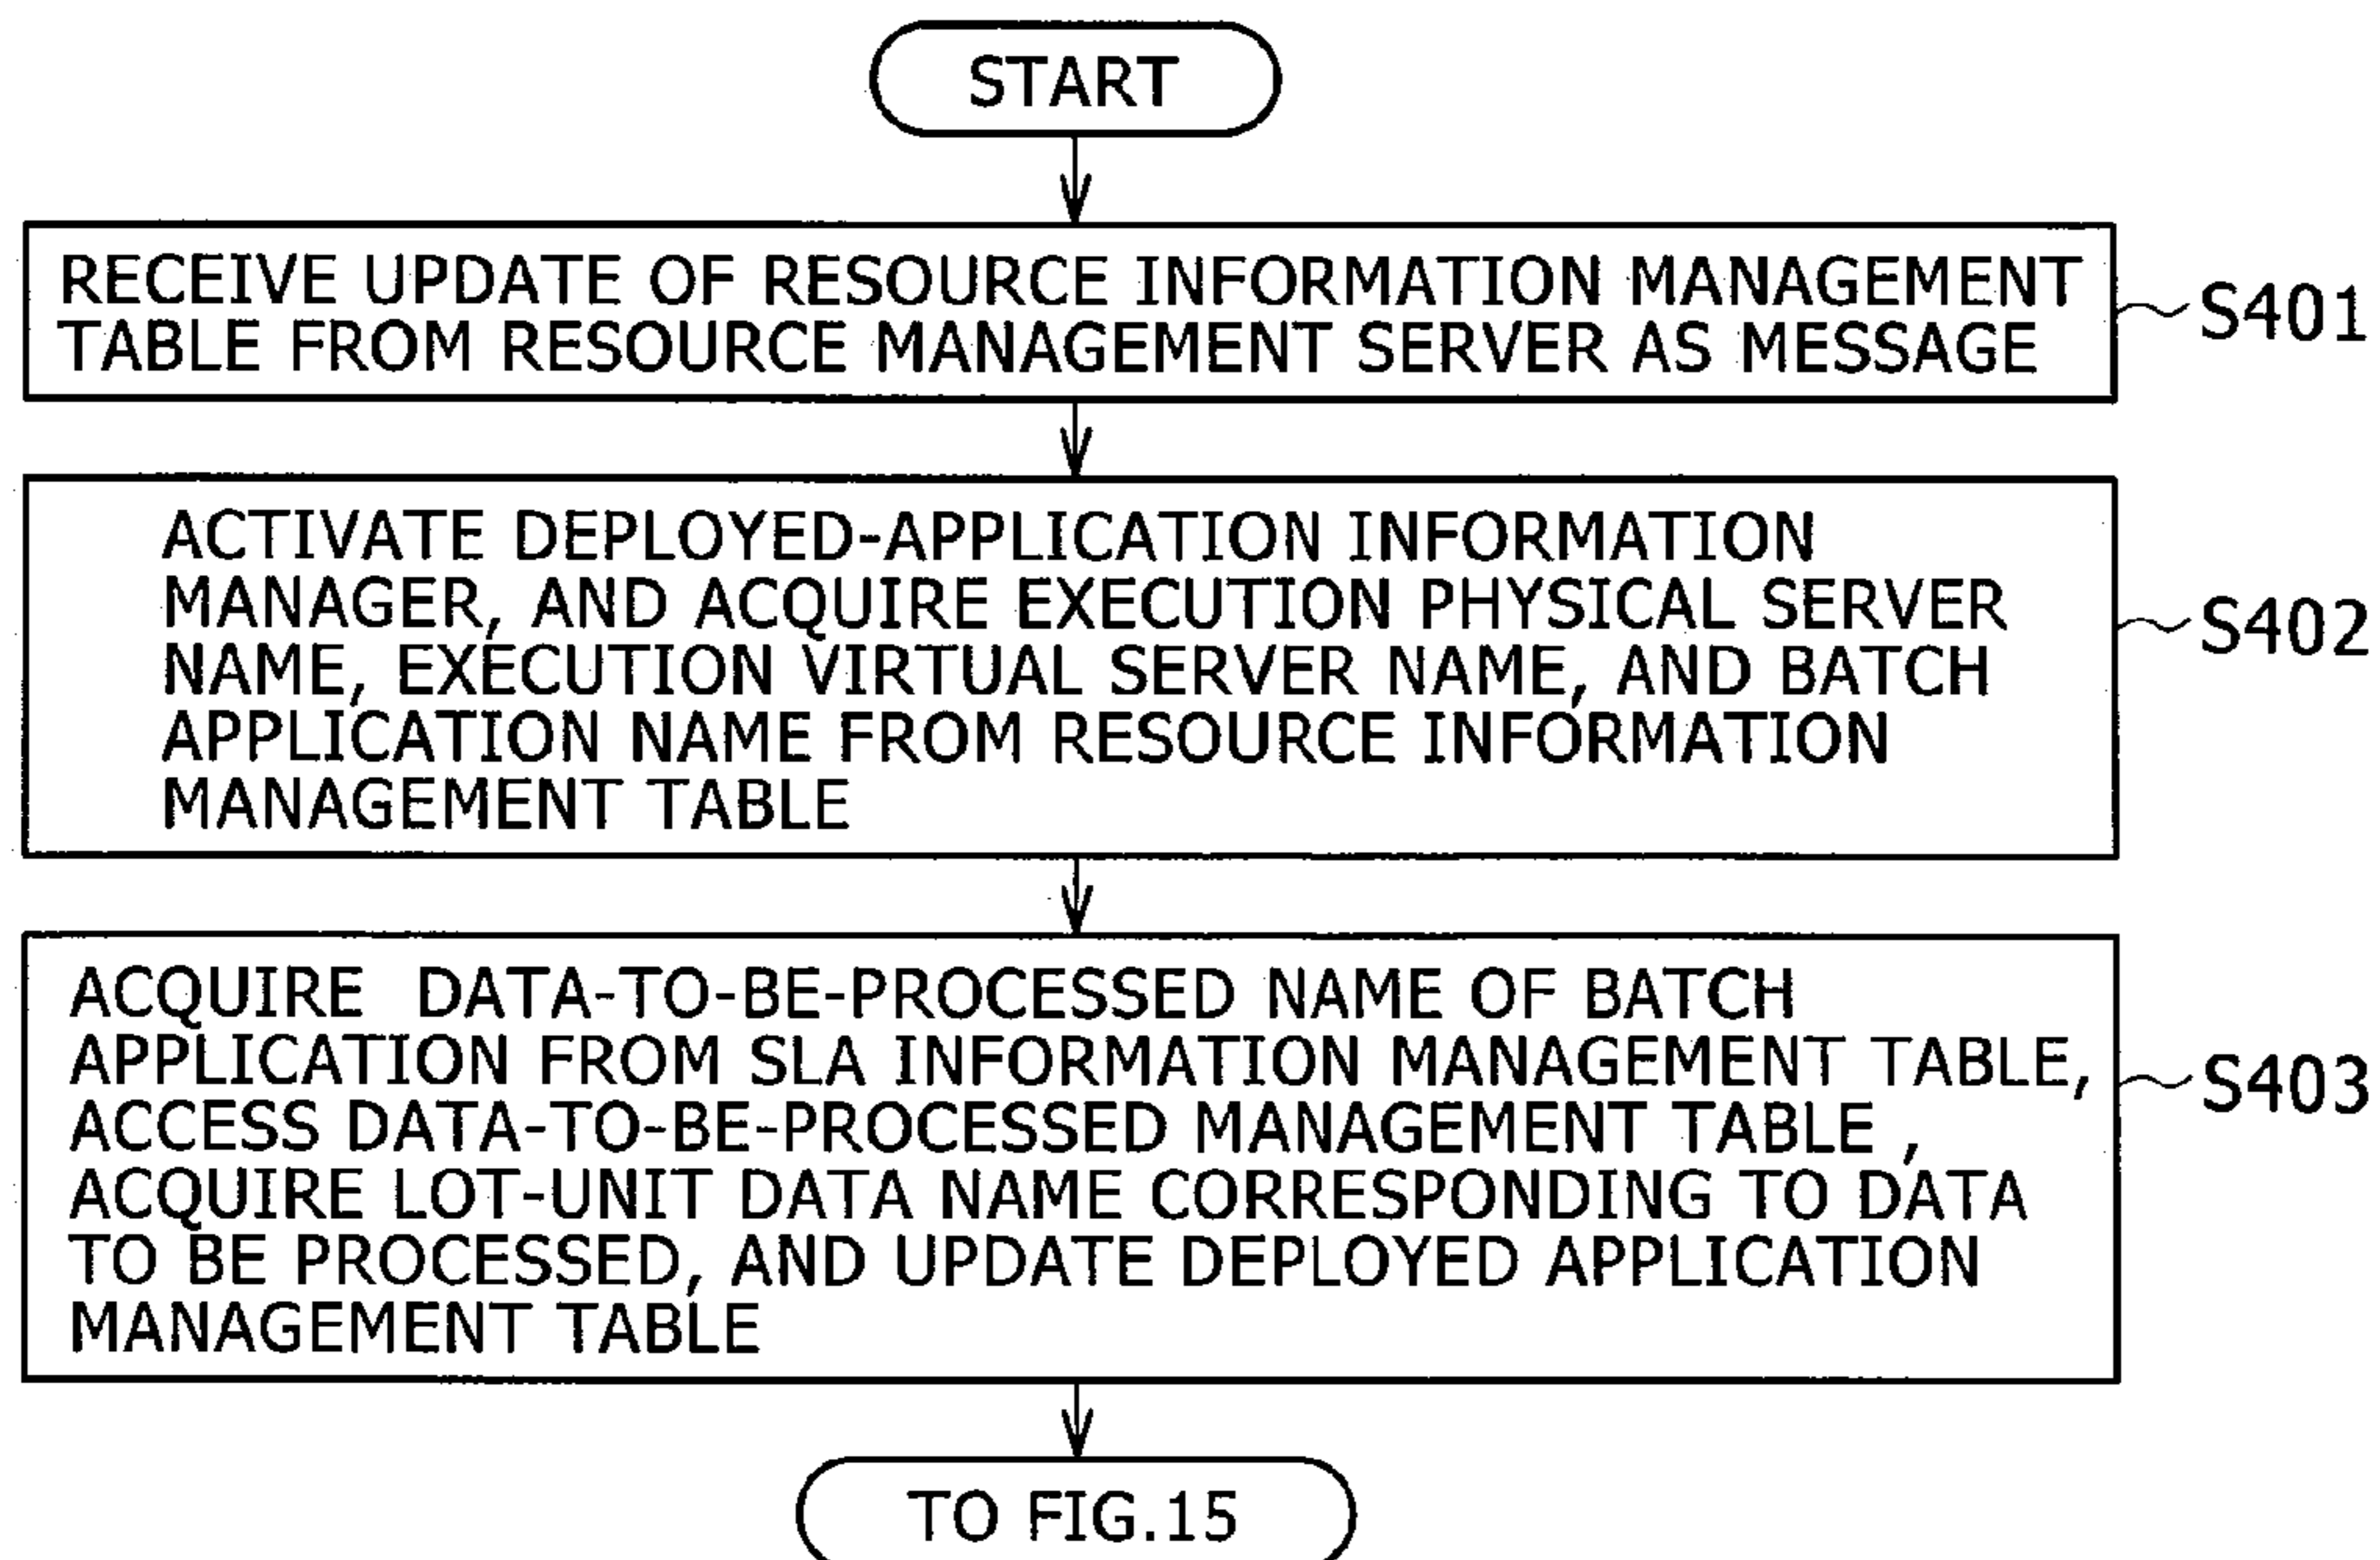 START
RECEIVE UPDATE OF RESOURCE INFORMATION MANAGEMENT
TABLE FROM RESOURCE MANAGEMENT SERVER AS MESSAGE
S401
ACTIVATE DEPLOYED-APPLICATION INFORMATION
MANAGER, AND ACQUIRE EXECUTION PHYSICAL SERVER
NAME, EXECUTION VIRTUAL SERVER NAME, AND BATCH
APPLICATION NAME FROM RESOURCE INFORMATION
MANAGEMENT TABLE
S402
ACQUIRE DATA-TO-BE-PROCESSED NAME OF BATCH
APPLICATION FROM SLA INFORMATION MANAGEMENT TABLE,
ACCESS DATA-TO-BE-PROCESSED MANAGEMENT TABLE ,
ACQUIRE LOT-UNIT DATA NAME CORRESPONDING TO DATA
TO BE PROCESSED, AND UPDATE DEPLOYED APPLICATION
MANAGEMENT TABLE
S403
TO FIG.15